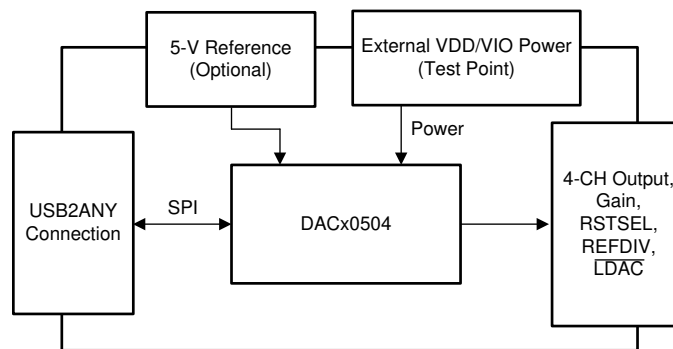 5-V Reference
(Optional)
External VDD/VIO Power
(Test Point)
Power
USB2ANY
Connection
SPI
DACx0504
4-CH Output,
Gain,
RSTSEL,
REFDIV,
LDAC